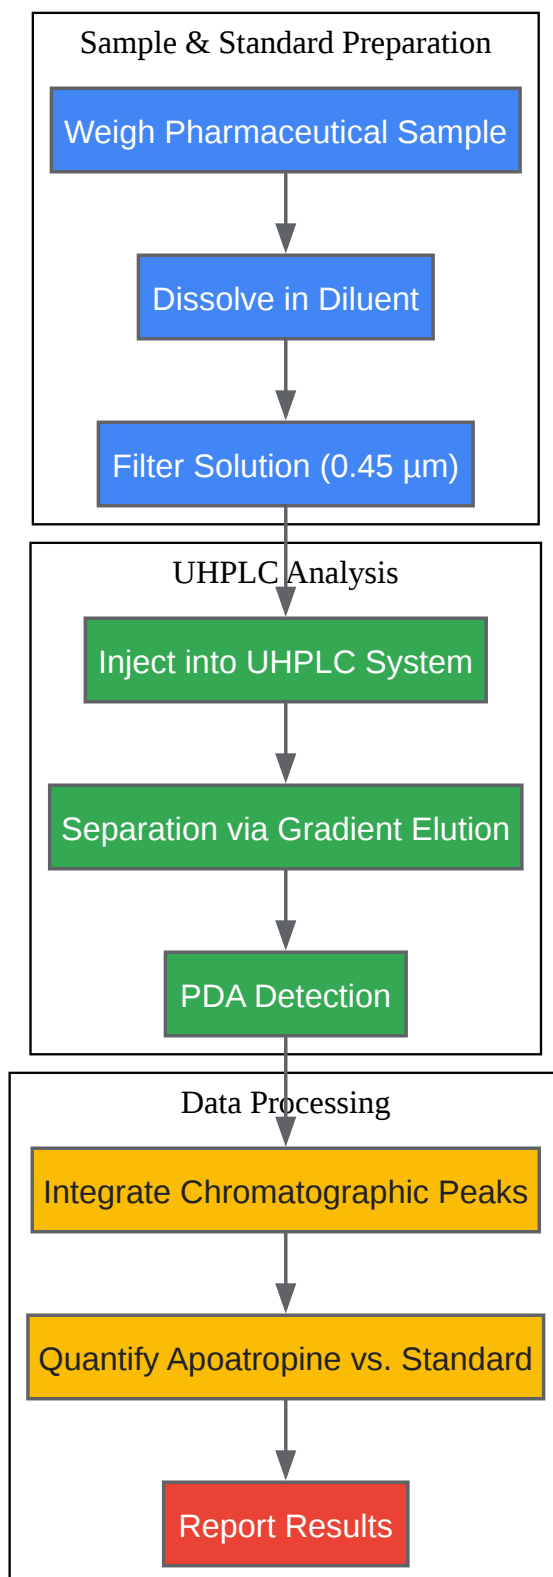 Sample & Standard Preparation
Weigh Pharmaceutical Sample
Dissolve in Diluent
Filter Solution (0.45 µm)
UHPLC Analysis
Inject into UHPLC System
Separation via Gradient Elution
PDA Detection
Data Processing
Integrate Chromatographic Peaks
Quantify Apoatropine vs. Standard
Report Results